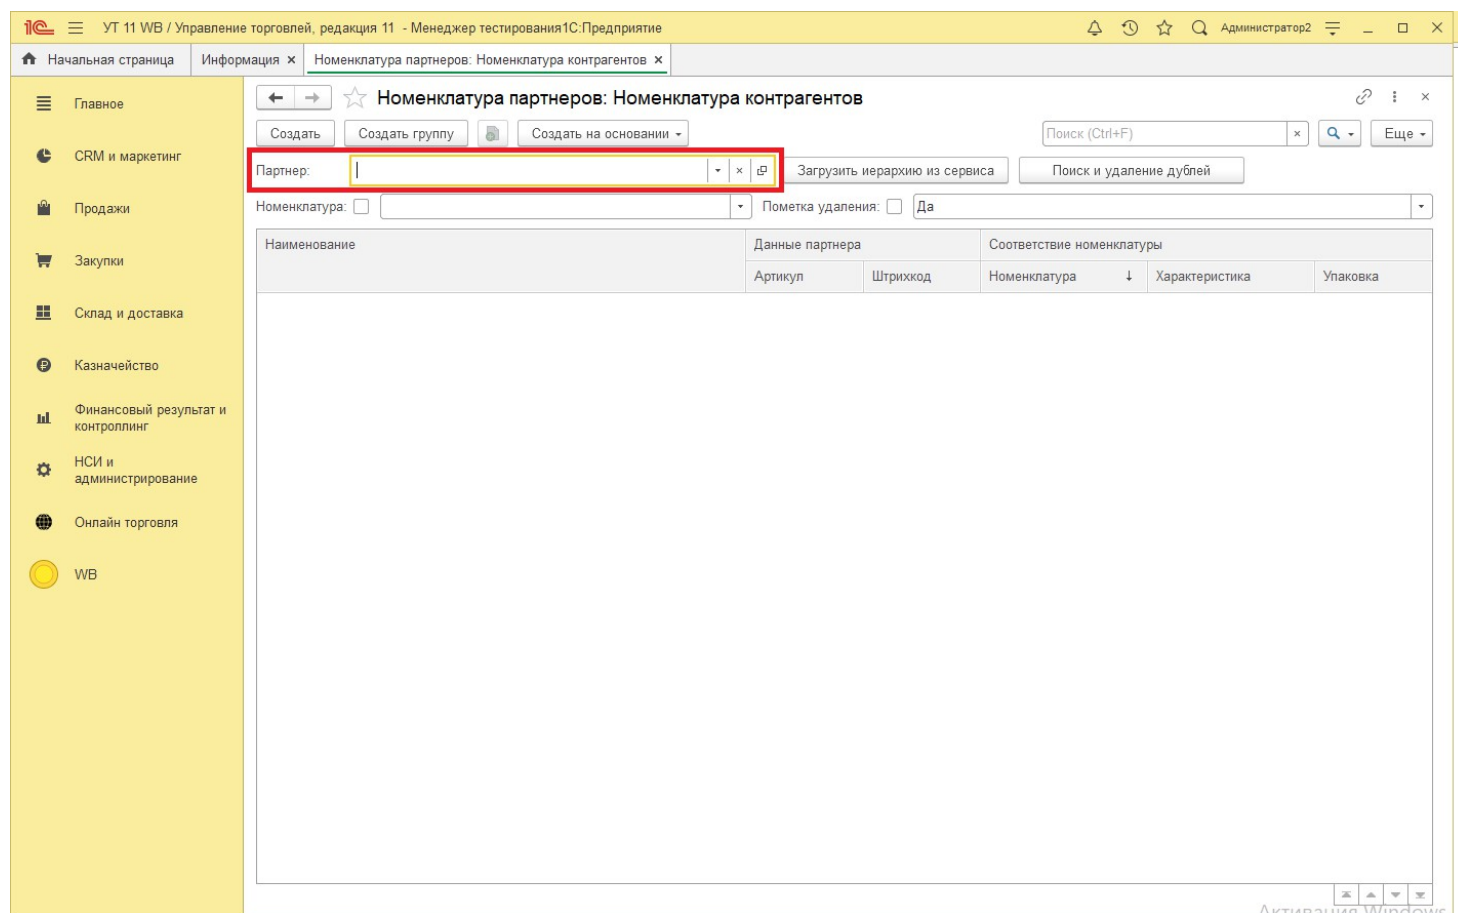 УТ 11 WB / Управление торговлей, редакция 11 - Менеджер тестирования1С:Предприятие
Администратор2
Начальная страница
Информация ×
Номенклатура партнеров: Номенклатура контрагентов ×
Главное
CRM и маркетинг
Продажи
Закупки
Склад и доставка
Казначейство
Финансовый результат и
контроллинг
НСИ и
администрирование
Онлайн торговля
WB
Номенклатура партнеров: Номенклатура контрагентов
Создать
Создать группу
Создать на основании
Поиск (Ctrl+F)
Еще
Партнер:
Загрузить иерархию из сервиса
Поиск и удаление дублей
Номенклатура:
Пометка удаления:
Да
Наименование
Данные партнера
Соответствие номенклатуры
Артикул
Штрихкод
Номенклатура ↓
Характеристика
Упаковка
Активация Windows